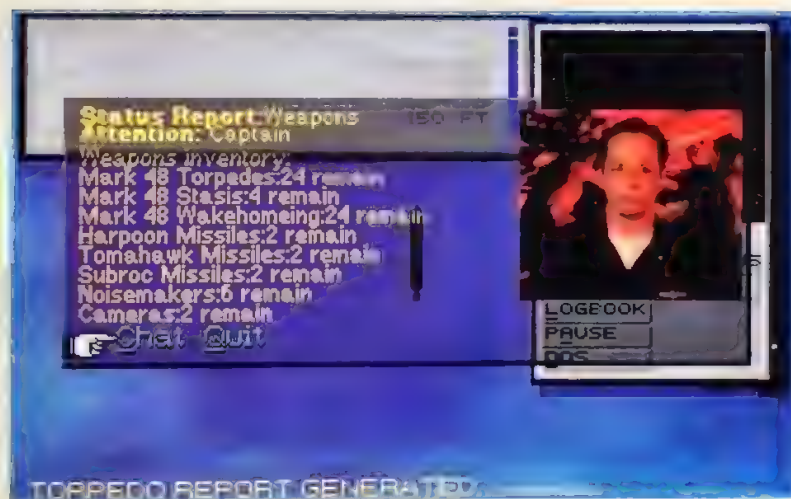 Status Report:Weapons
150 FT
Attention: Captain
Weapons inventory:
Mark 48 Torpedes:24 remain
Mark 48 Stasis:4 remain
Mark 48 Wakehomeing:24 remain
Harpoon Missiles:2 remain
Tomahawk Missiles:2 remain
Subroc Missiles:2 remain
Noisemakers:6 remain
Cameras:2 remain
Chat Quit
LOGBOOK
PAUSE
TORPEDO REPORT GENERATED